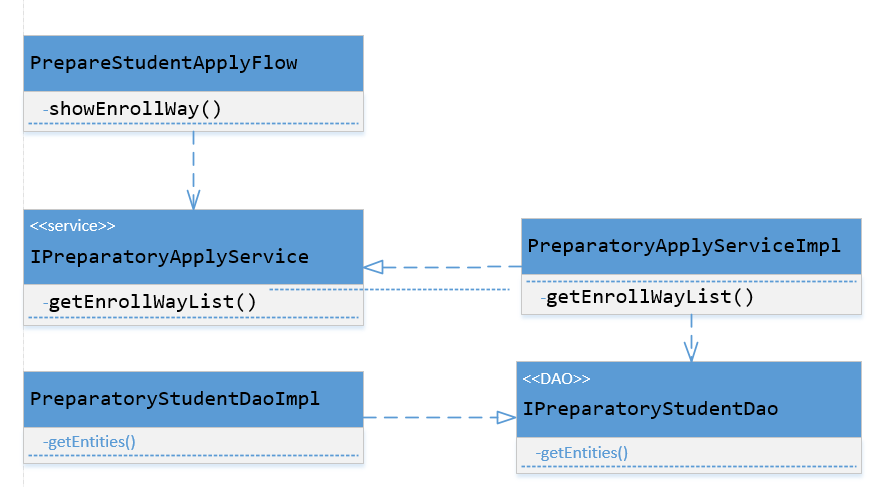 PrepareStudentApplyFlow
-showEnrollWay()
<<service>>
IPreparatoryApplyService
-getEnrollWayList()
PreparatoryApplyServiceImpl
-getEnrollWayList()
PreparatoryStudentDaoImpl
-getEntities()
<<DAO>>
IPreparatoryStudentDao
-getEntities()